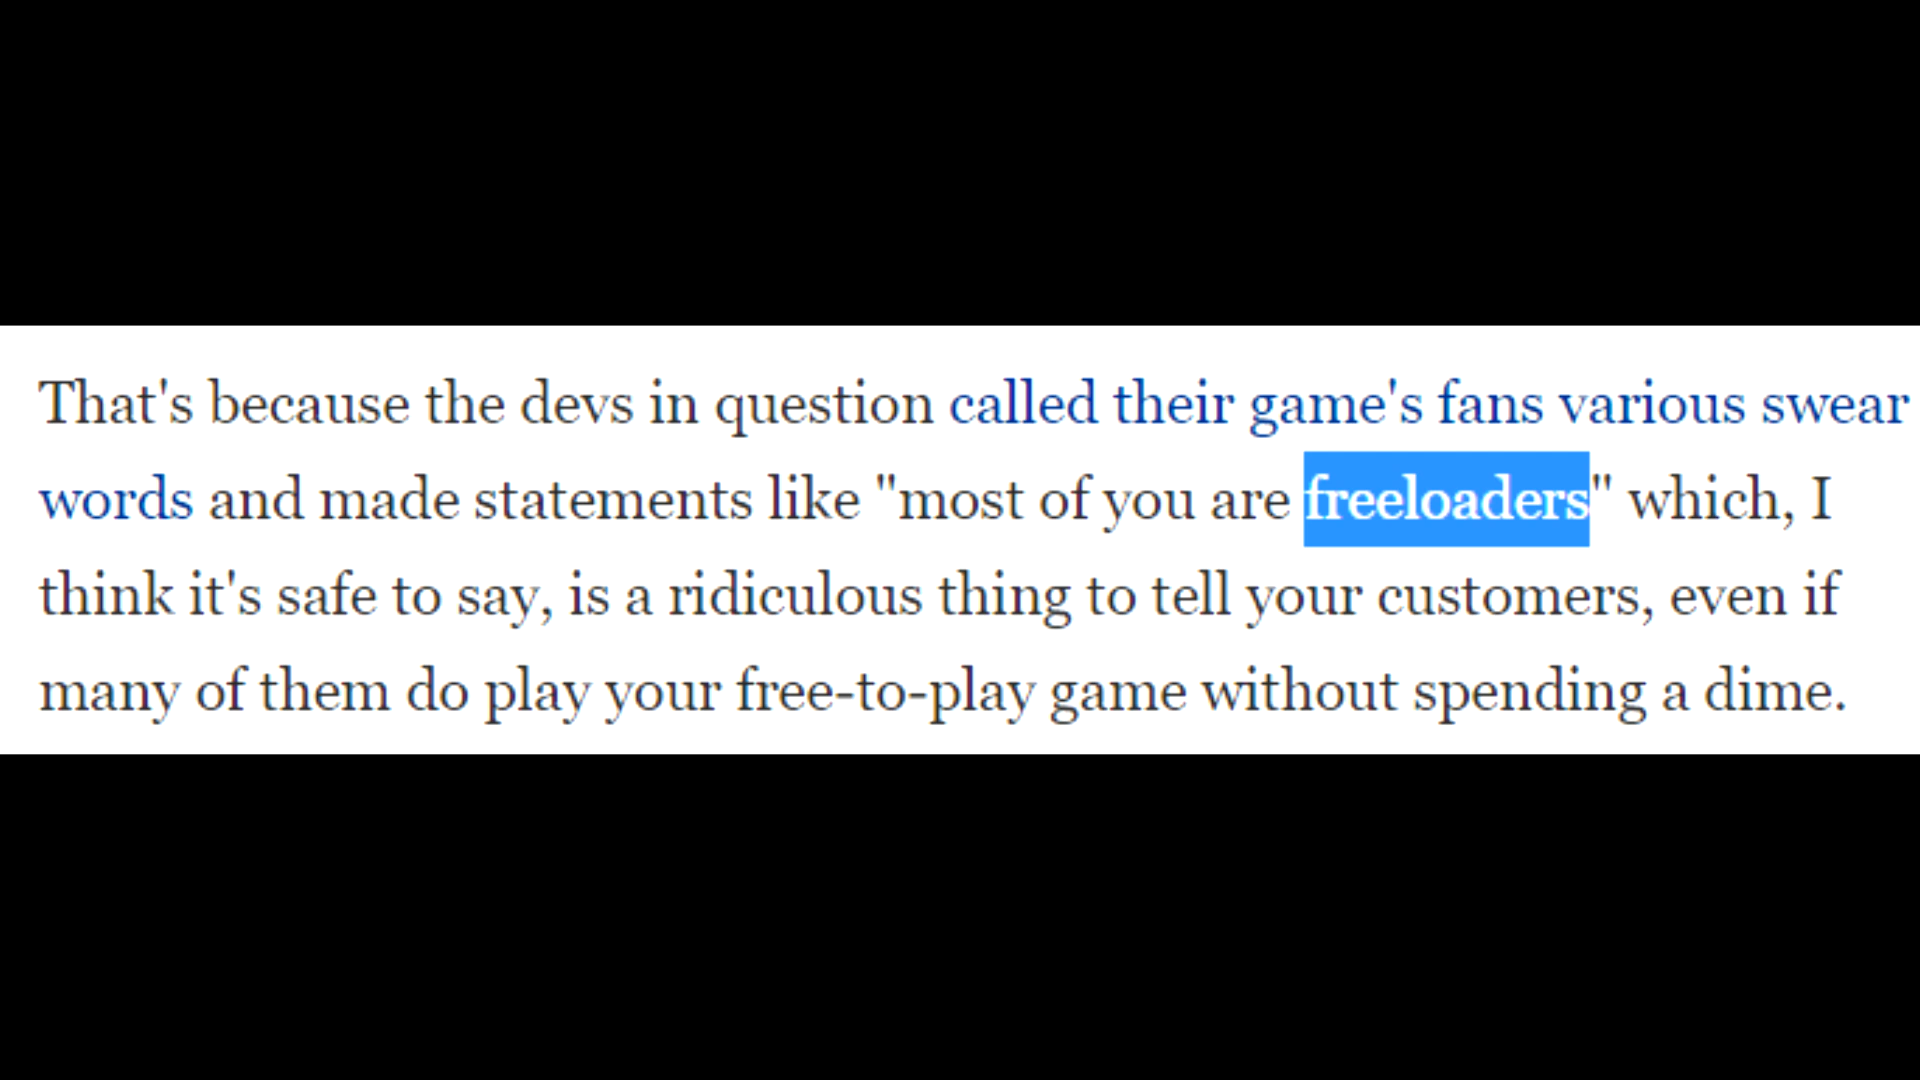 That's because the devs in question called their game's fans various swear
words and made statements like "most of you are freeloaders" which, I
think it's safe to say, is a ridiculous thing to tell your customers, even if
many of them do play your free-to-play game without spending a dime.